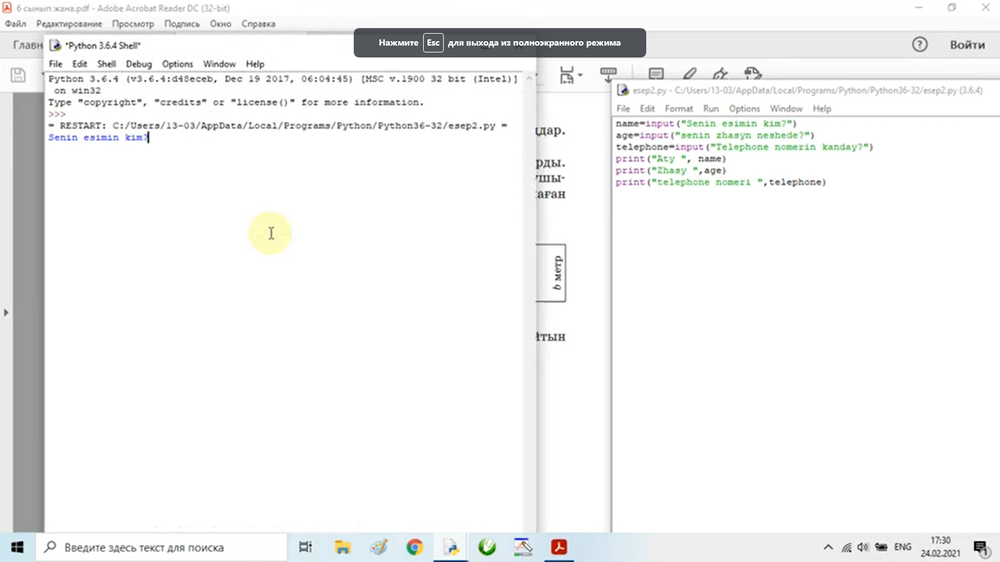 6 сынып жана.pdf - Adobe Acrobat Reader DC (32-bit)
Файл Редактирование Просмотр Подпись Окно Справка
Нажмите Esc для выхода из полноэкранного режима
Главн
Войти
*Python 3.6.4 Shell*
File Edit Shell Debug Options Window Help
Python 3.6.4 (v3.6.4:d48eceb, Dec 19 2017, 06:04:45) [MSC v.1900 32 bit (Intel)]
on win32
Type "copyright", "credits" or "license()" for more information.
>>>
= RESTART: C:/Users/13-03/AppData/Local/Programs/Python/Python36-32/esep2.py =
Senin esimin kim?
дар.
рды.
ушы-
аған
b метр
йтын
esep2.py - C:/Users/13-03/AppData/Local/Programs/Python/Python36-32/esep2.py (3.6.4)
File Edit Format Run Options Window Help
name=input("Senin esimin kim?")
age=input("senin zhasyn neshede?")
telephone=input("Telephone nomerin kanday?")
print("Aty ", name)
print("Zhasy ",age)
print("telephone nomeri ",telephone)
Введите здесь текст для поиска
ENG
17:30
24.02.2021
1